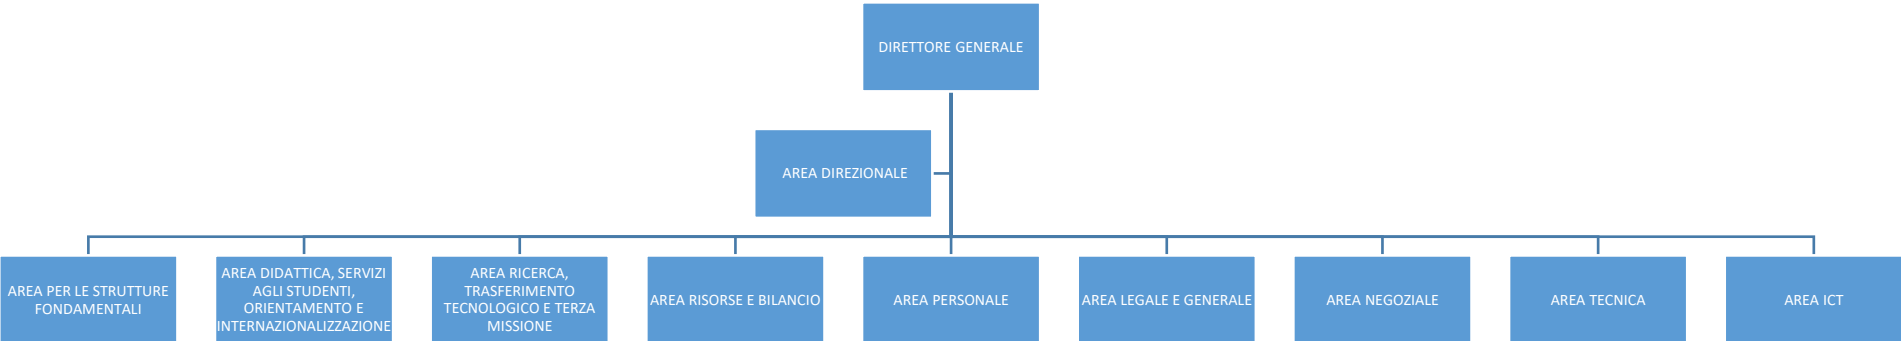 DIRETTORE GENERALE
AREA DIREZIONALE
AREA PER LE STRUTTURE
FONDAMENTALI
AREA DIDATTICA, SERVIZI
AGLI STUDENTI,
ORIENTAMENTO E
INTERNAZIONALIZZAZIONE
AREA RICERCA,
TRASFERIMENTO
TECNOLOGICO E TERZA
MISSIONE
AREA RISORSE E BILANCIO
AREA PERSONALE
AREA LEGALE E GENERALE
AREA NEGOZIALE
AREA TECNICA
AREA ICT